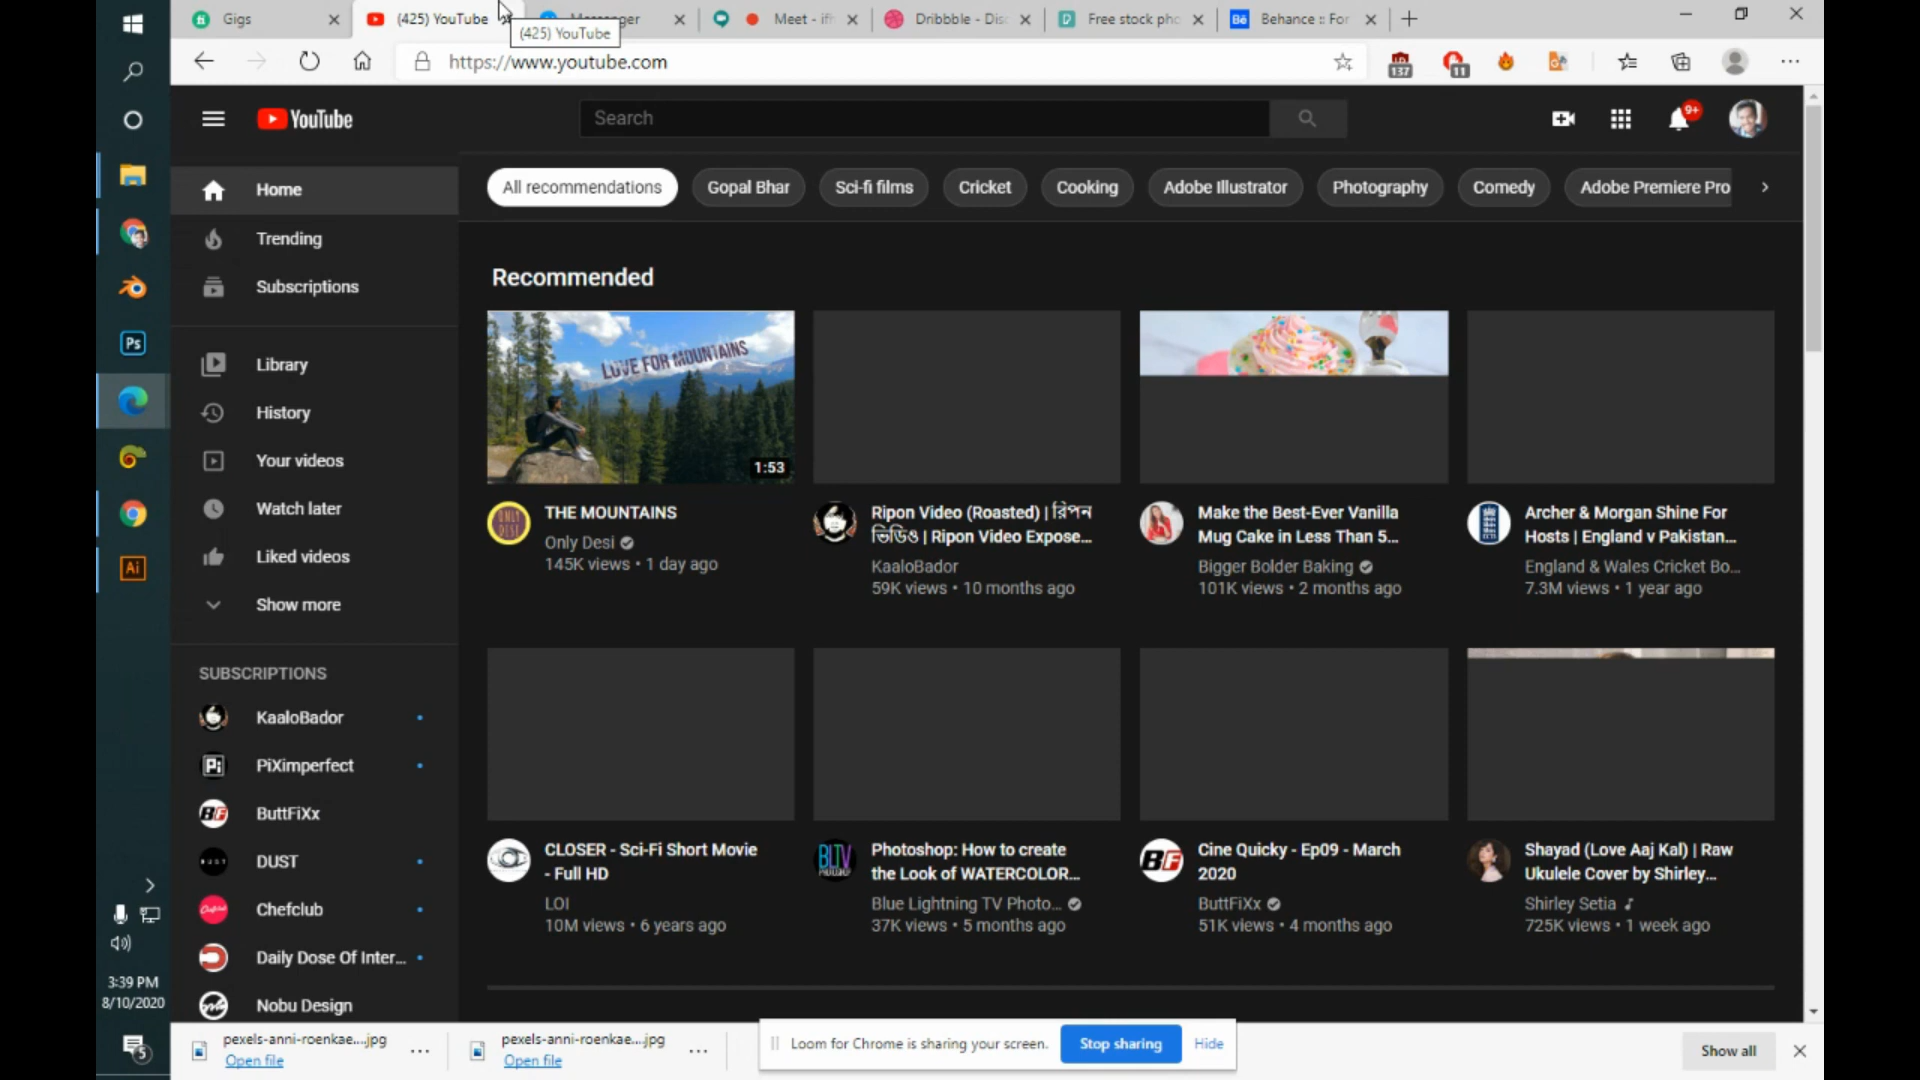 Gigs
(425) YouTube
Messenger
Meet - ifr
Dribbble - Disc
Free stock pho
Behance :: For
(425) YouTube
https://www.youtube.com
137
11
YouTube
Search
9+
Home
Trending
Subscriptions
Library
History
Your videos
Watch later
Liked videos
Show more
SUBSCRIPTIONS
KaaloBador
PiXimperfect
ButtFiXx
DUST
Chefclub
Daily Dose Of Inter...
Nobu Design
All recommendations
Gopal Bhar
Sci-fi films
Cricket
Cooking
Adobe Illustrator
Photography
Comedy
Adobe Premiere Pro
Recommended
LOVE FOR MOUNTAINS
1:53
THE MOUNTAINS
Only Desi
145K views • 1 day ago
Ripon Video (Roasted) | রিপন
ভিডিও | Ripon Video Expose...
KaaloBador
59K views • 10 months ago
Make the Best-Ever Vanilla
Mug Cake in Less Than 5...
Bigger Bolder Baking
101K views • 2 months ago
Archer & Morgan Shine For
Hosts | England v Pakistan...
England & Wales Cricket Bo...
7.3M views • 1 year ago
CLOSER - Sci-Fi Short Movie
- Full HD
LOI
10M views • 6 years ago
Photoshop: How to create
the Look of WATERCOLOR...
Blue Lightning TV Photo...
37K views • 5 months ago
Cine Quicky - Ep09 - March
2020
ButtFiXx
51K views • 4 months ago
Shayad (Love Aaj Kal) | Raw
Ukulele Cover by Shirley...
Shirley Setia
725K views • 1 week ago
Ps
Ai
3:39 PM
8/10/2020
5
pexels-anni-roenkae....jpg
Open file
pexels-anni-roenkae....jpg
Open file
Loom for Chrome is sharing your screen.
Stop sharing
Hide
Show all